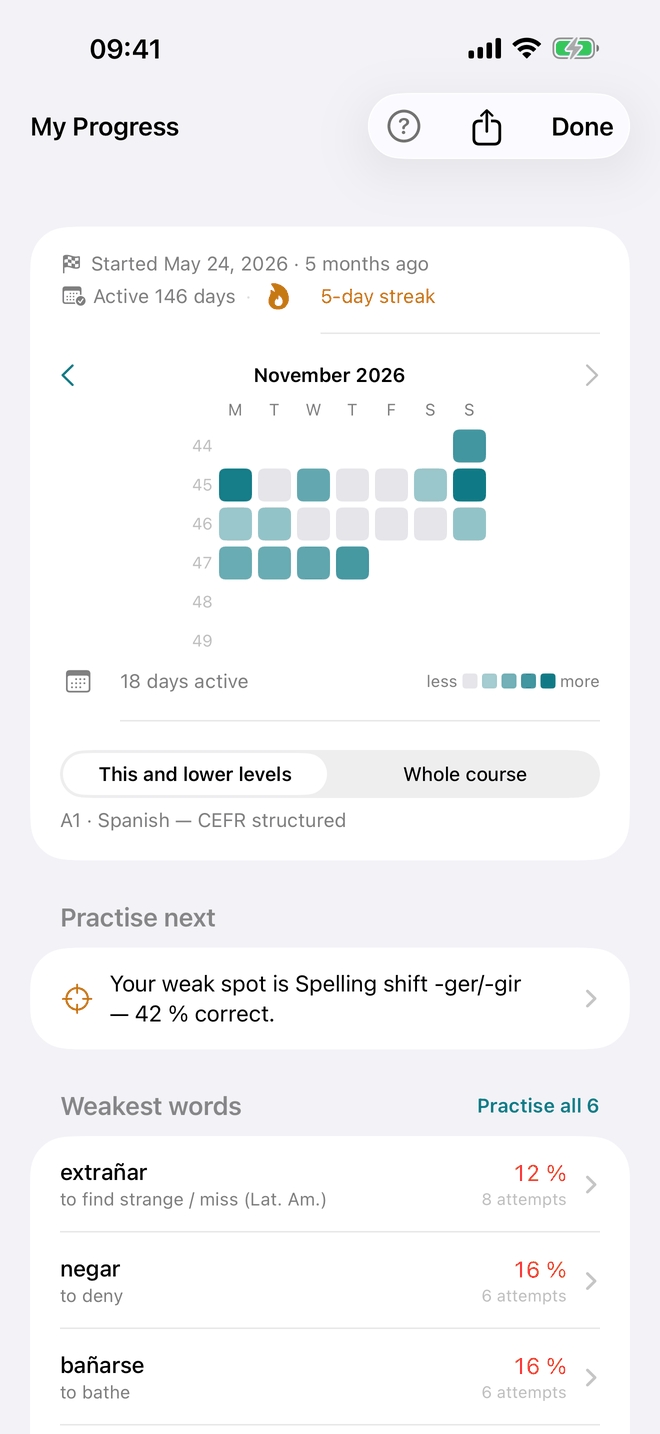 09:41
My Progress
? Done
Started May 24, 2026 · 5 months ago
Active 146 days · 5-day streak
November 2026
M T W T F S S
44
45
46
47
48
49
18 days active less more
This and lower levels Whole course
A1 · Spanish — CEFR structured
Practise next
Your weak spot is Spelling shift -ger/-gir
— 42 % correct.
Weakest words Practise all 6
extrañar 12 %
to find strange / miss (Lat. Am.) 8 attempts
negar 16 %
to deny 6 attempts
bañarse 16 %
to bathe 6 attempts